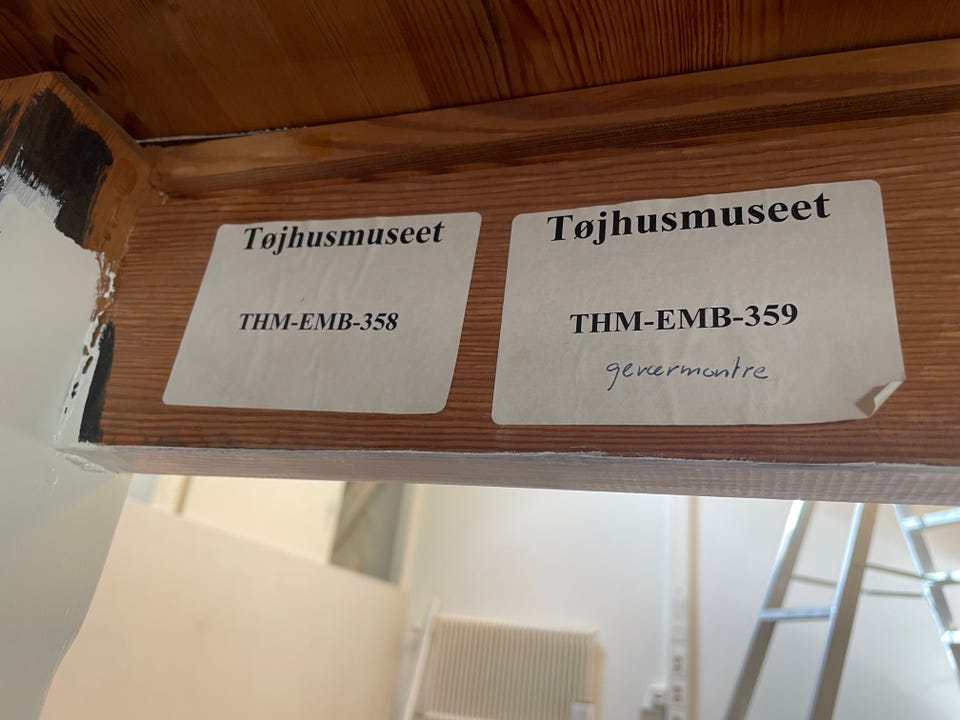 Tøjhusmuseet
THM-EMB-358
Tøjhusmuseet
THM-EMB-359
geværmontre